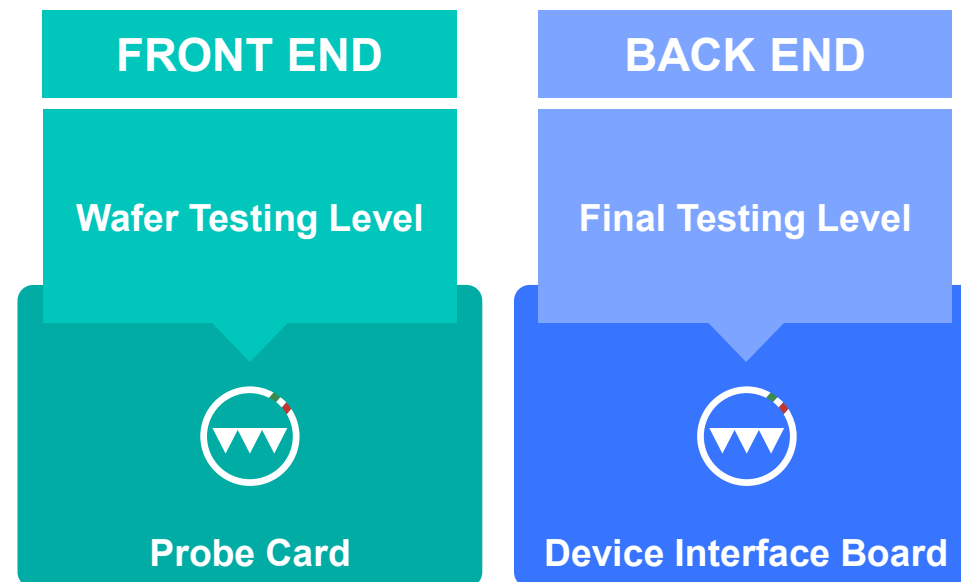 FRONT END
Wafer Testing Level
Probe Card
BACK END
Final Testing Level
Device Interface Board